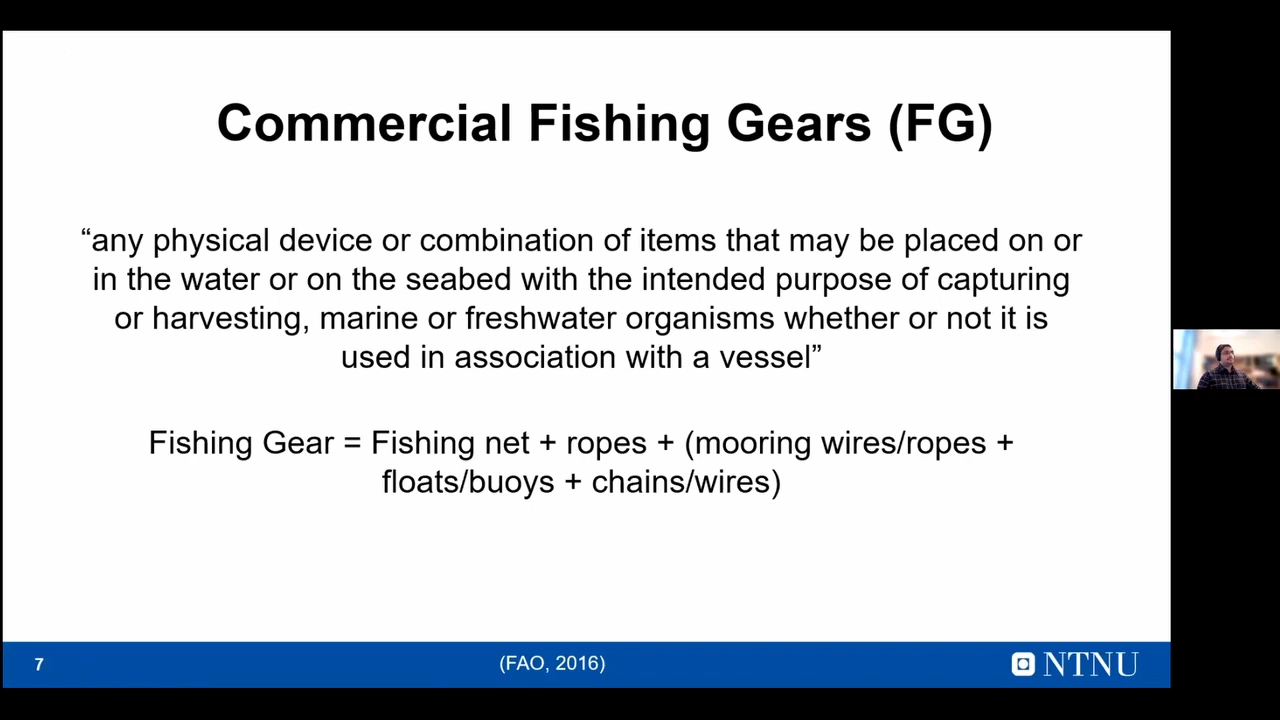 Commercial Fishing Gears (FG)
“any physical device or combination of items that may be placed on or
in the water or on the seabed with the intended purpose of capturing
or harvesting, marine or freshwater organisms whether or not it is
used in association with a vessel”
Fishing Gear = Fishing net + ropes + (mooring wires/ropes +
floats/buoys + chains/wires)
7
(FAO, 2016)
NTNU